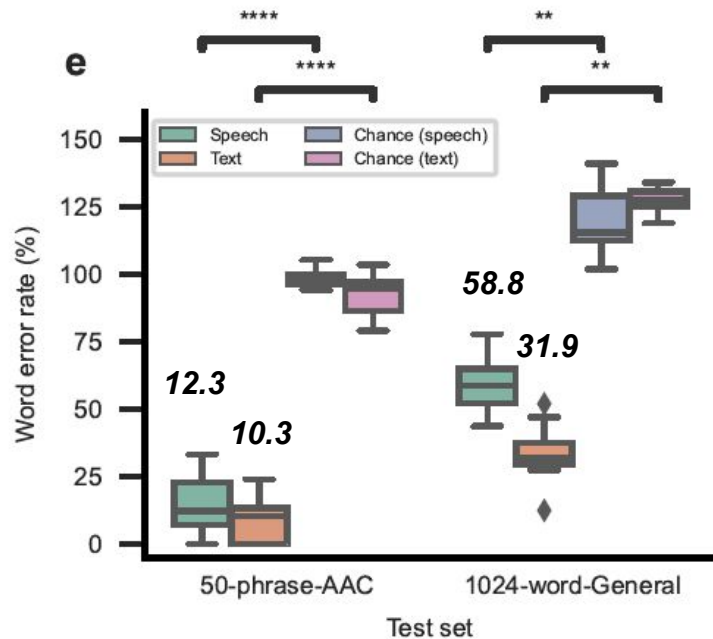 ****
**
e
****
**
150
Speech
Chance (speech)
Text
Chance (text)
125
100
58.8
75
31.9
12.3
50
10.3
25
0
Word error rate (%)
50-phrase-AAC
1024-word-General
Test set